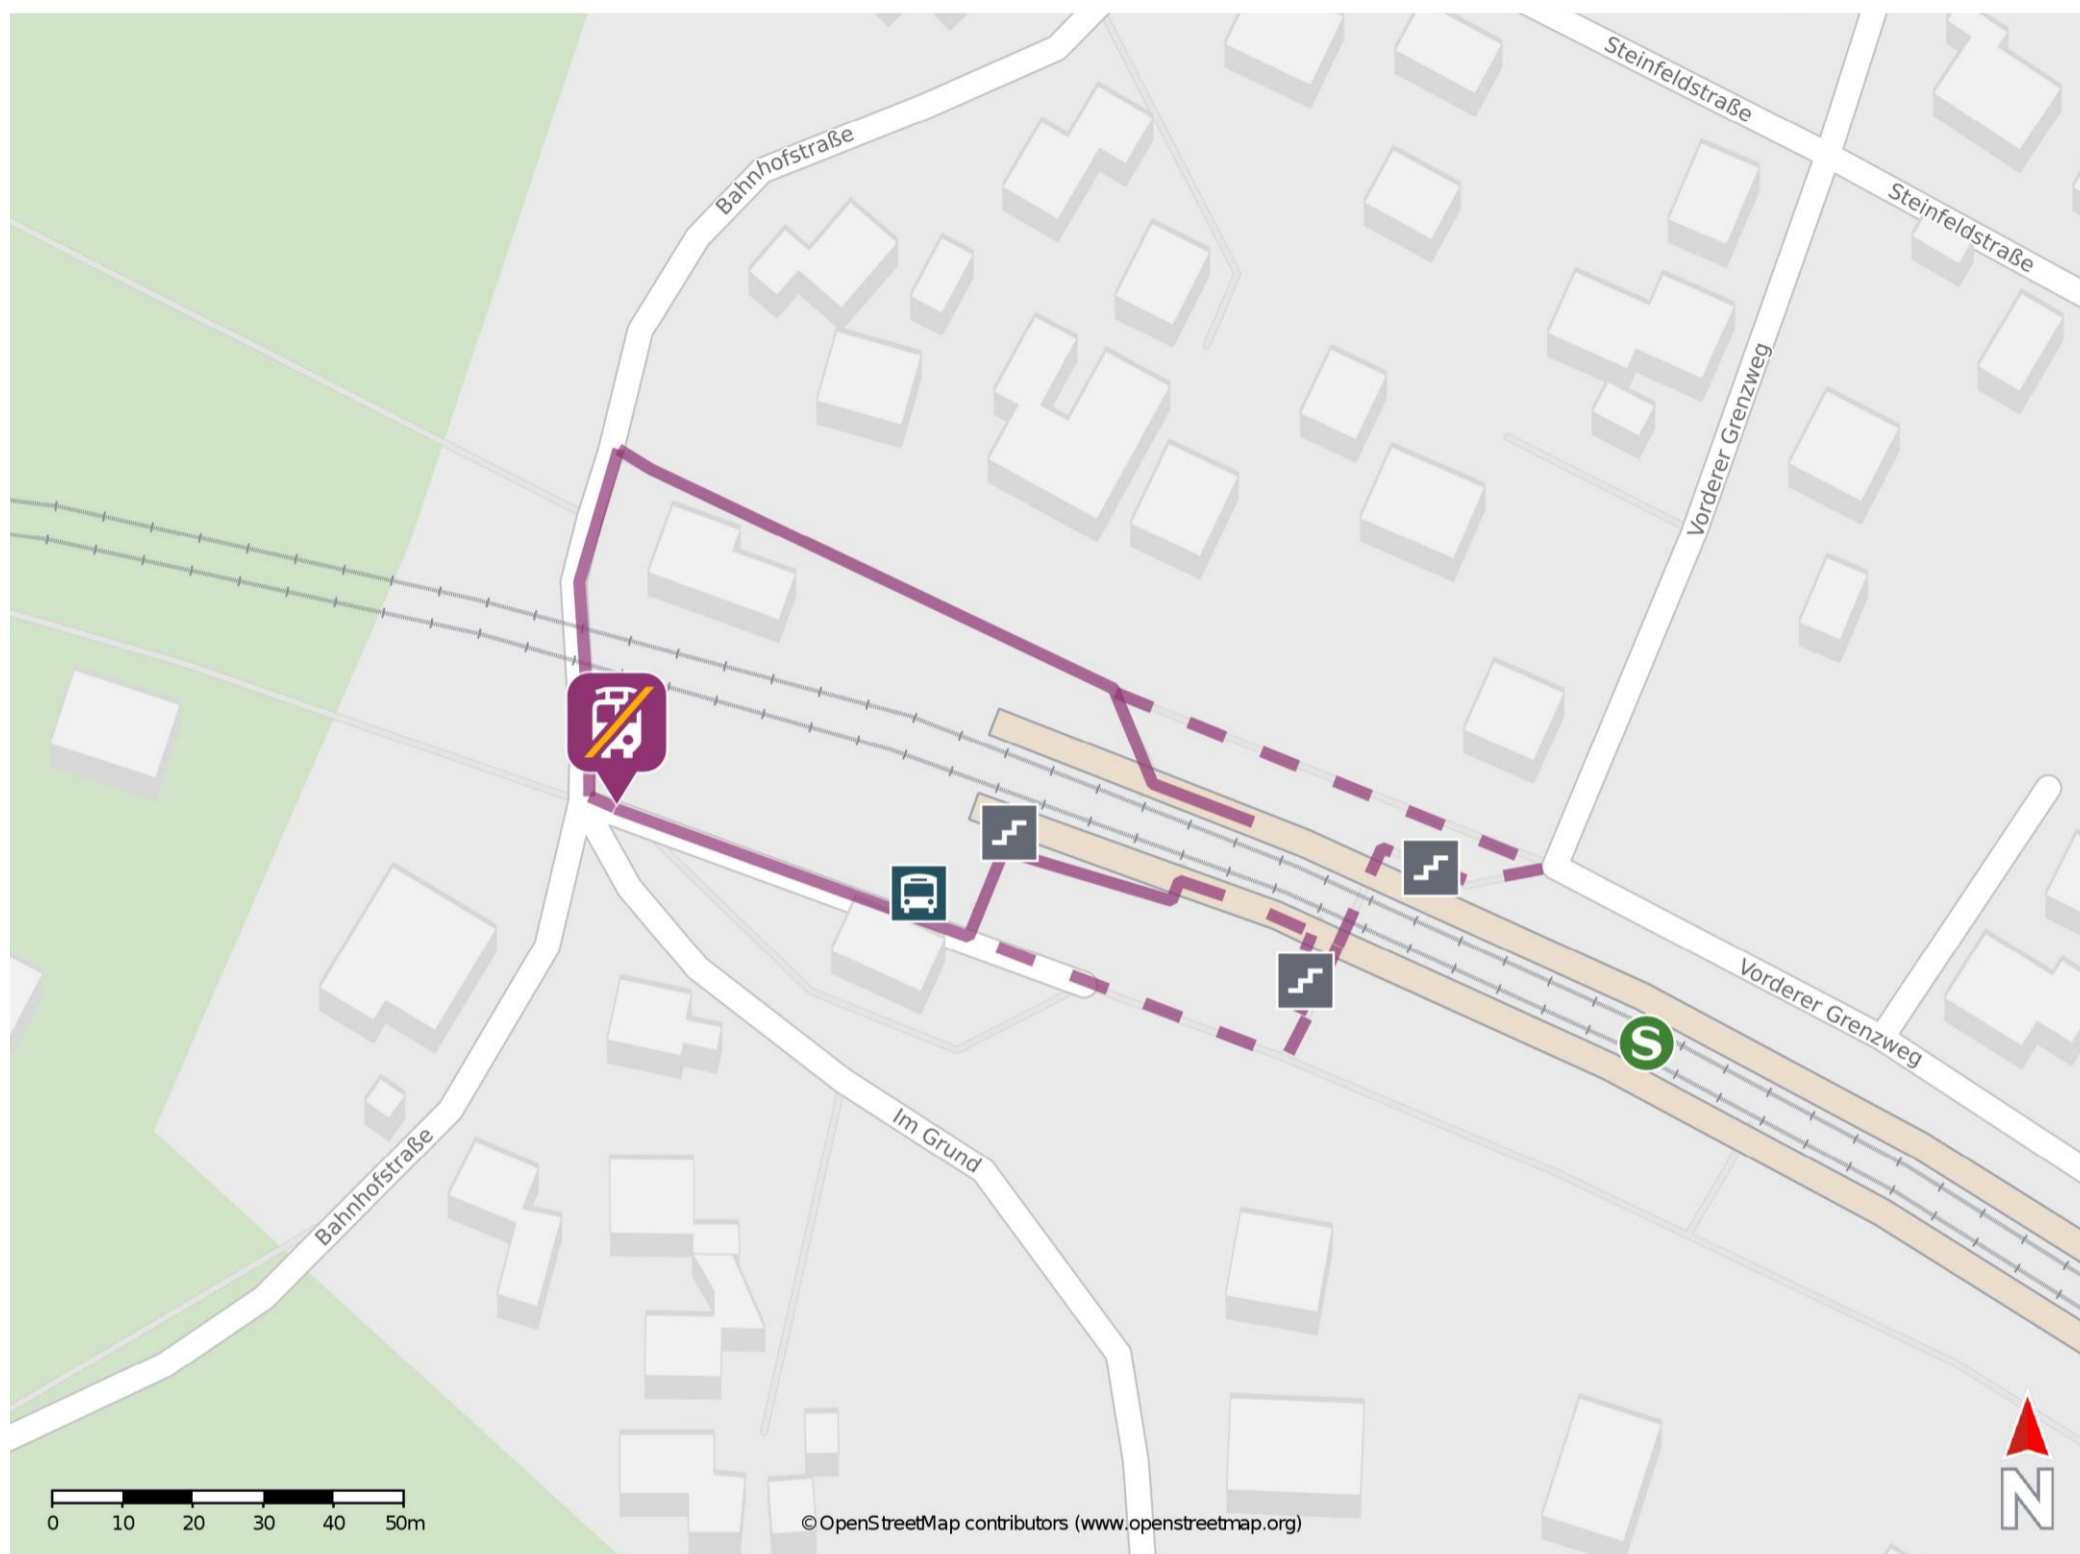 Steinfeldstraße
Bahnhofstraße
Steinfeldstraße
Vorderer Grenzweg
Vorderer Grenzweg
S
Im Grund
Bahnhofstraße
N
0 10 20 30 40 50m
© OpenStreetMap contributors (www.openstreetmap.org)